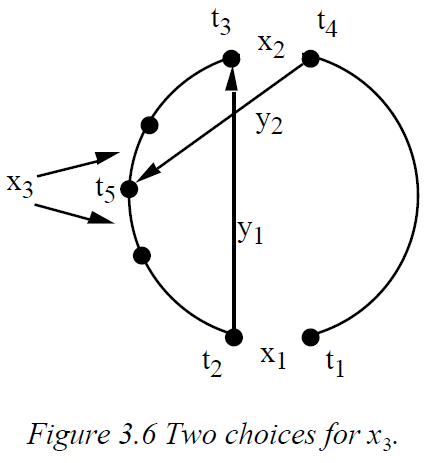 t3 x2 t4
y2
x3 t5
y1
t2 x1 t1
Figure 3.6 Two choices for x3.